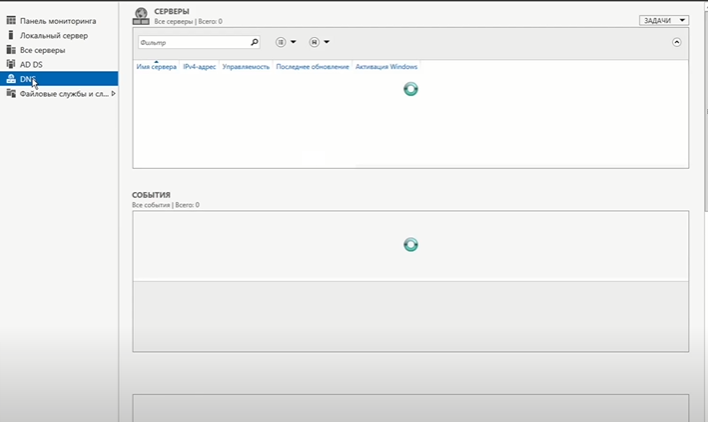 Панель мониторинга
Локальный сервер
Все серверы
AD DS
DNS
Файловые службы и сл...
СЕРВЕРЫ
Все серверы | Всего: 0
ЗАДАЧИ
Фильтр
Имя сервера IPv4-адрес Управляемость Последнее обновление Активация Windows
СОБЫТИЯ
Все события | Всего: 0